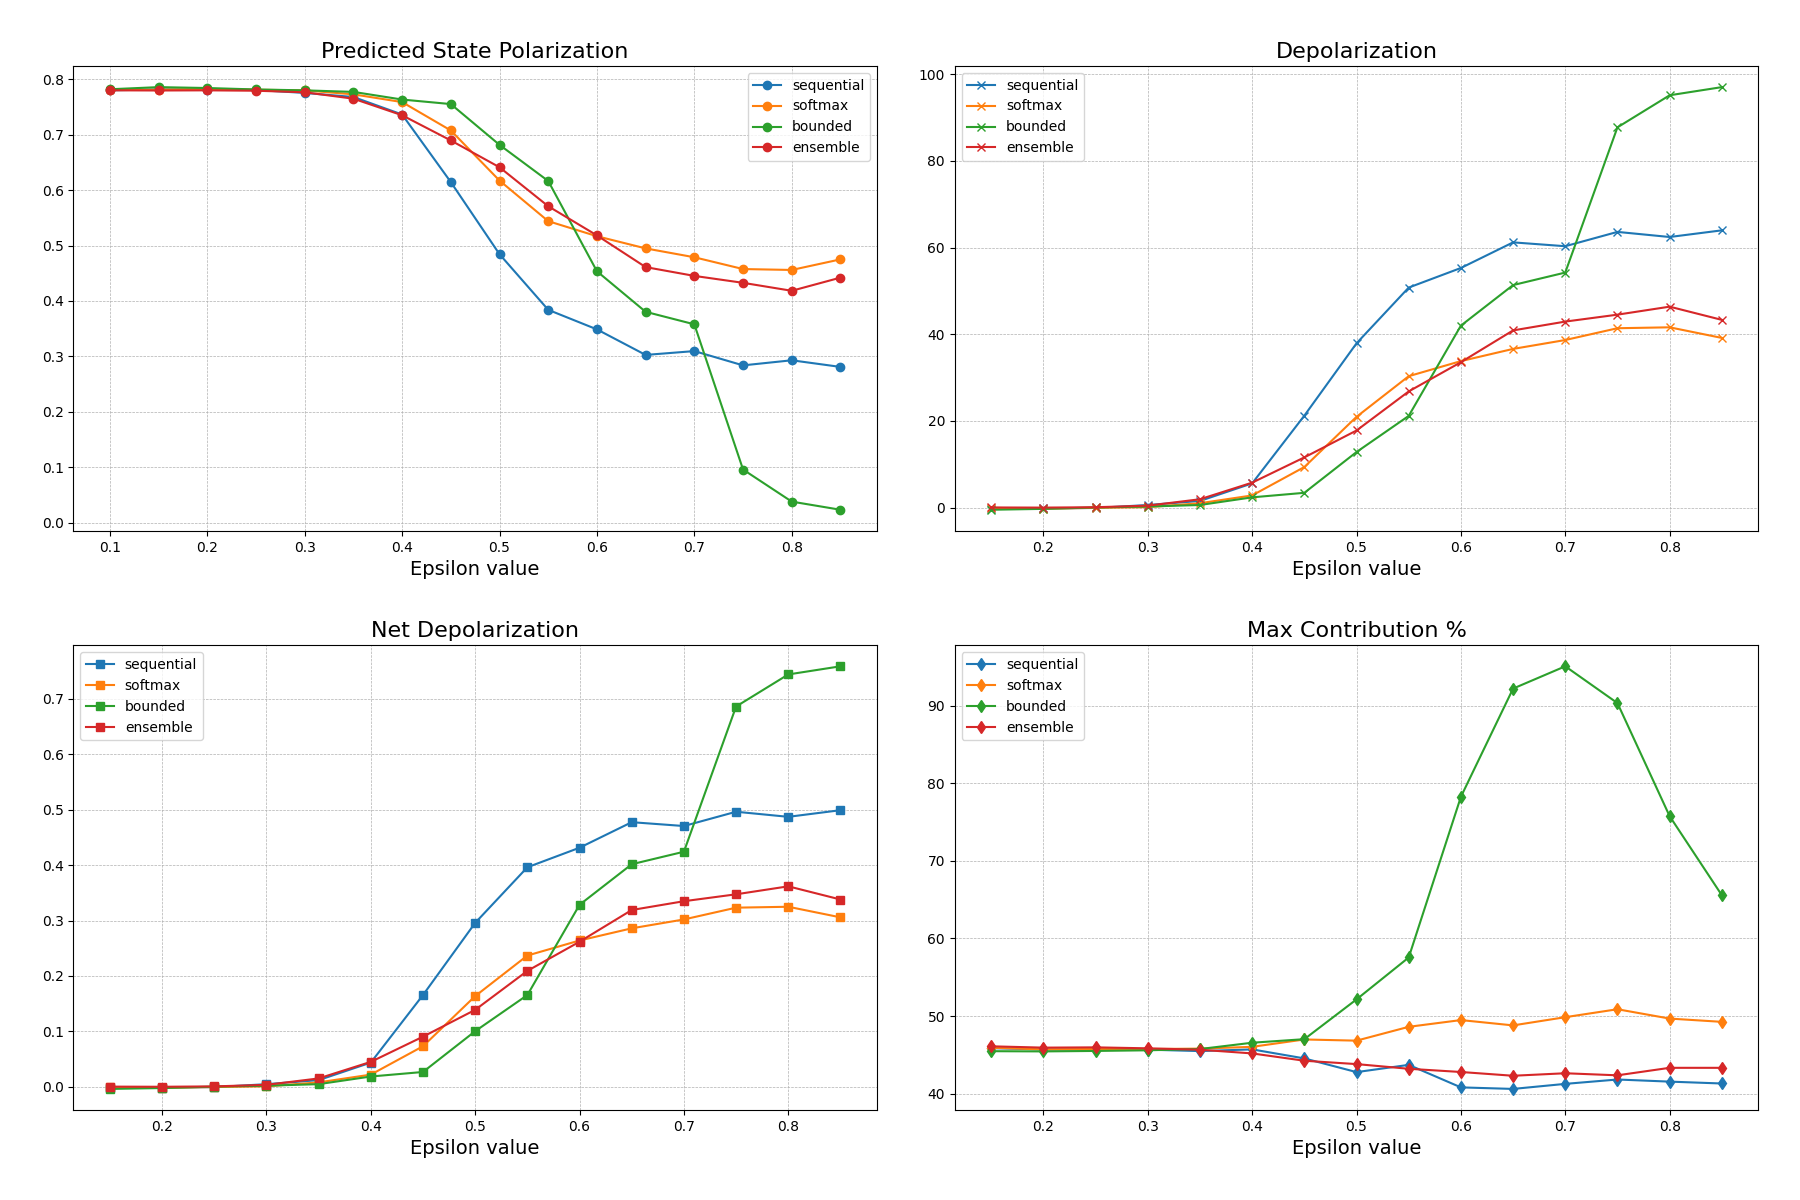 Predicted State Polarization
0.8
0.7
0.6
0.5
0.4
0.3
0.2
0.1
0.0
sequential
softmax
bounded
ensemble
0.1 0.2 0.3 0.4 0.5 0.6 0.7 0.8
Epsilon value
Depolarization
100
80
60
40
20
0
sequential
softmax
bounded
ensemble
0.2 0.3 0.4 0.5 0.6 0.7 0.8
Epsilon value
Net Depolarization
0.7
0.6
0.5
0.4
0.3
0.2
0.1
0.0
sequential
softmax
bounded
ensemble
0.2 0.3 0.4 0.5 0.6 0.7 0.8
Epsilon value
Max Contribution %
90
80
70
60
50
40
sequential
softmax
bounded
ensemble
0.2 0.3 0.4 0.5 0.6 0.7 0.8
Epsilon value